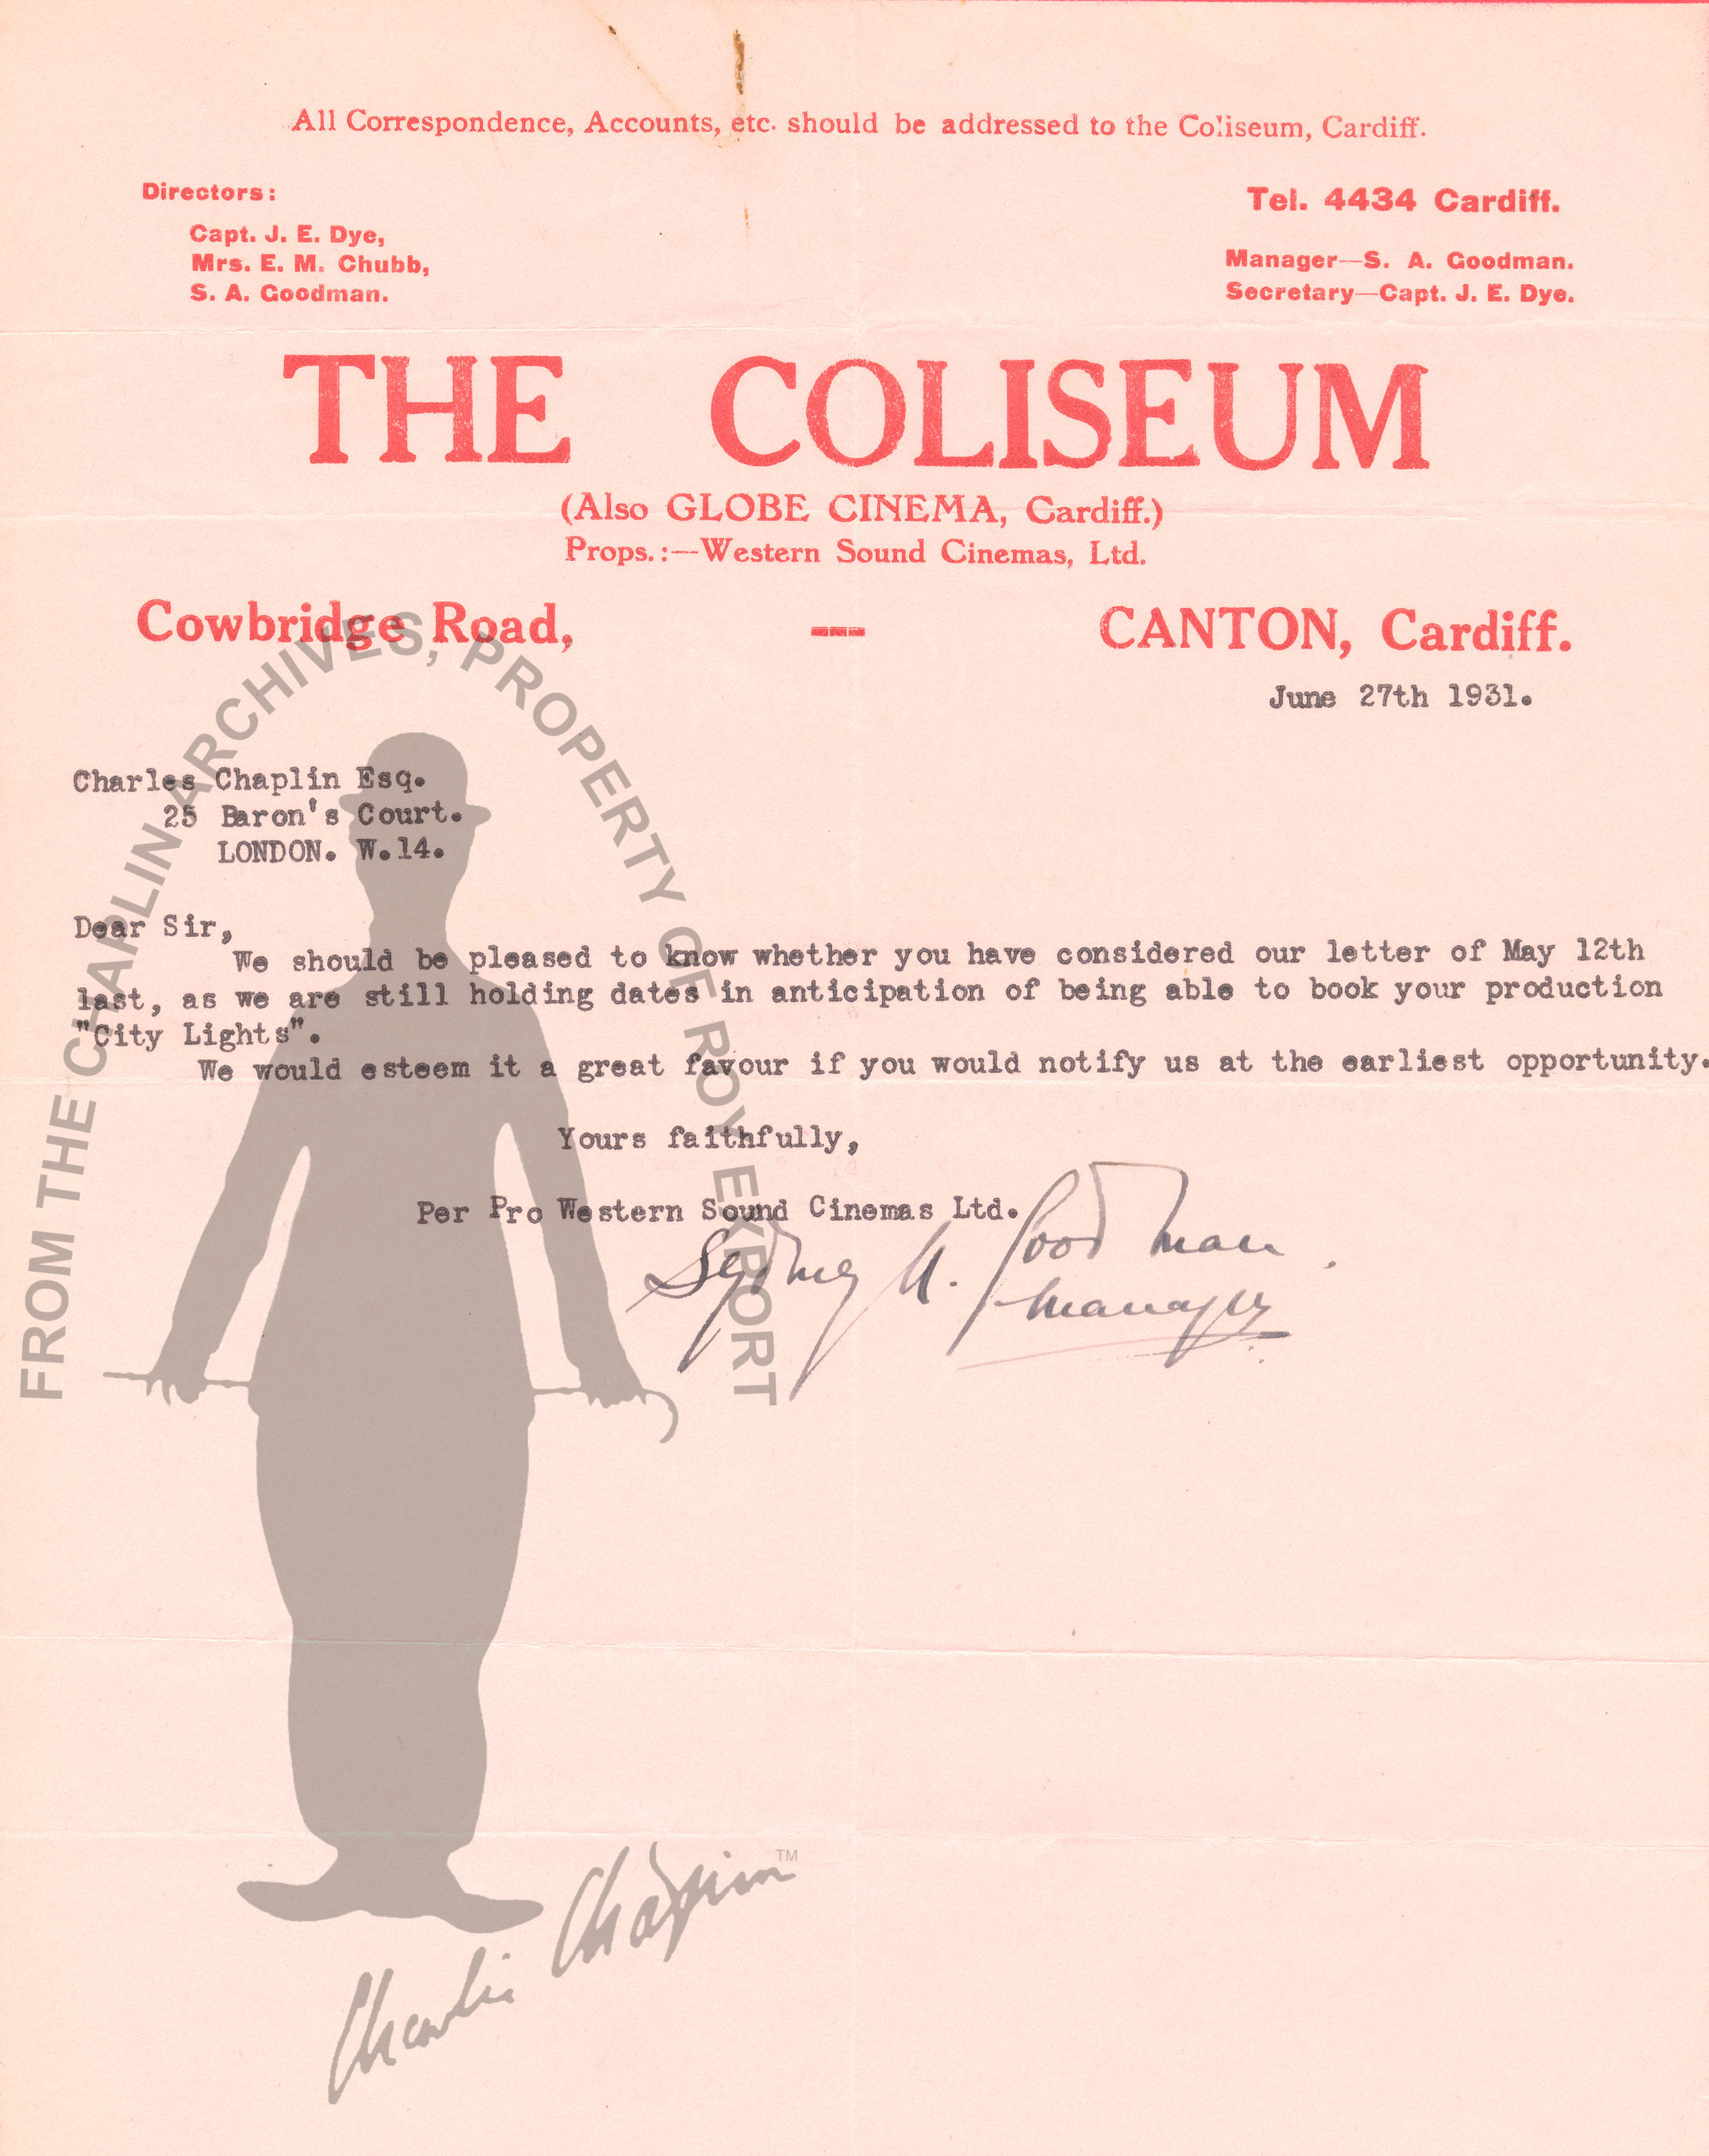 All Correspondence, Accounts, etc. should be addressed to the Coliseum, Cardiff.
Directors:
Capt. J. E. Dye,
Mrs. E. M. Chubb,
S. A. Goodman.
Tel. 4434 Cardiff.
Manager—S. A. Goodman.
Secretary—Capt. J. E. Dye.
THE COLISEUM
(Also GLOBE CINEMA, Cardiff.)
Props.:—Western Sound Cinemas, Ltd.
Cowbridge Road, — CANTON, Cardiff.
June 27th 1931.
Charles Chaplin Esq.
25 Baron's Court.
LONDON. W.14.
Dear Sir,
We should be pleased to know whether you have considered our letter of May 12th
last, as we are still holding dates in anticipation of being able to book your production
"City Lights".
We would esteem it a great favour if you would notify us at the earliest opportunity.
Yours faithfully,
Per Pro Western Sound Cinemas Ltd.
Sydney A. Goodman.
Manager
FROM THE CHAPLIN ARCHIVES, PROPERTY OF ROY EXPORT
Charlie Chaplin TM